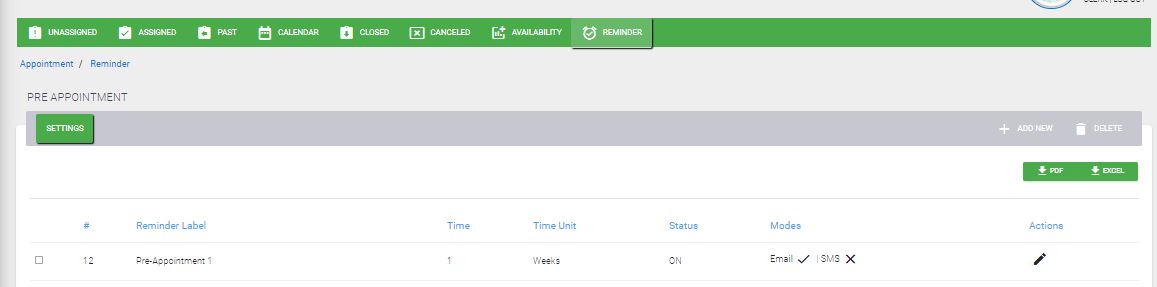 UNASSIGNED ASSIGNED PAST CALENDAR CLOSED CANCELED AVAILABILITY REMINDER
Appointment / Reminder
PRE APPOINTMENT
SETTINGS ADD NEW DELETE
PDF EXCEL
# Reminder Label Time Time Unit Status Modes Actions
12 Pre-Appointment 1 1 Weeks ON Email | SMS